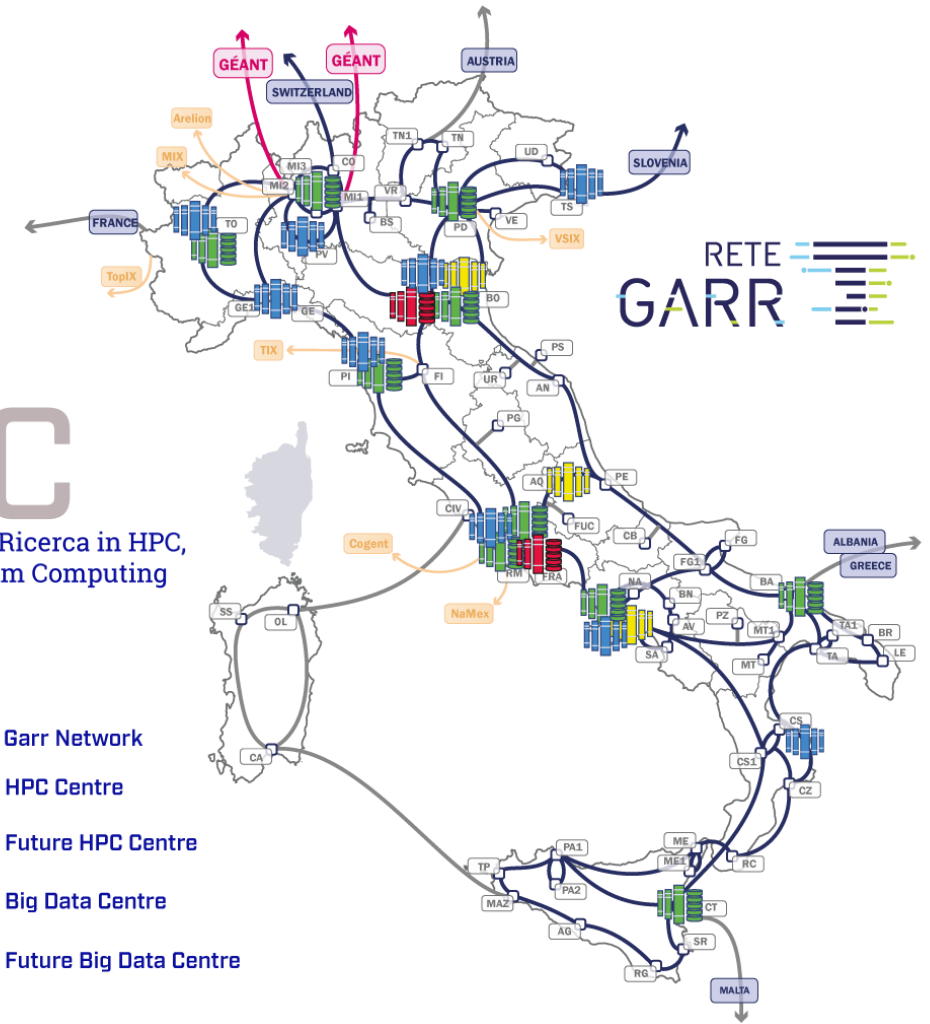 GÉANT
GÉANT
AUSTRIA
SWITZERLAND
Arelion
MIX
TN1
TN
UD
SLOVENIA
MI3
CO
MI2
MI1
VR
BS
PD
VE
TS
VSIX
FRANCE
TO
PV
TopIX
RETE
GARR
GE1
GE
BO
TIX
PI
FI
PS
UR
AN
PG
C
AQ
PE
CIV
FUC
CB
Ricerca in HPC,
m Computing
Cogent
RM
FRA
NaMex
FG
FG1
ALBANIA
GREECE
NA
BN
BA
AV
PZ
MT1
TA1
BR
SA
MT
TA
LE
SS
OL
CS
CS1
CZ
CA
Garr Network
HPC Centre
Future HPC Centre
Big Data Centre
Future Big Data Centre
TP
PA1
ME
ME1
RC
PA2
MAZ
CT
AG
SR
RG
MALTA